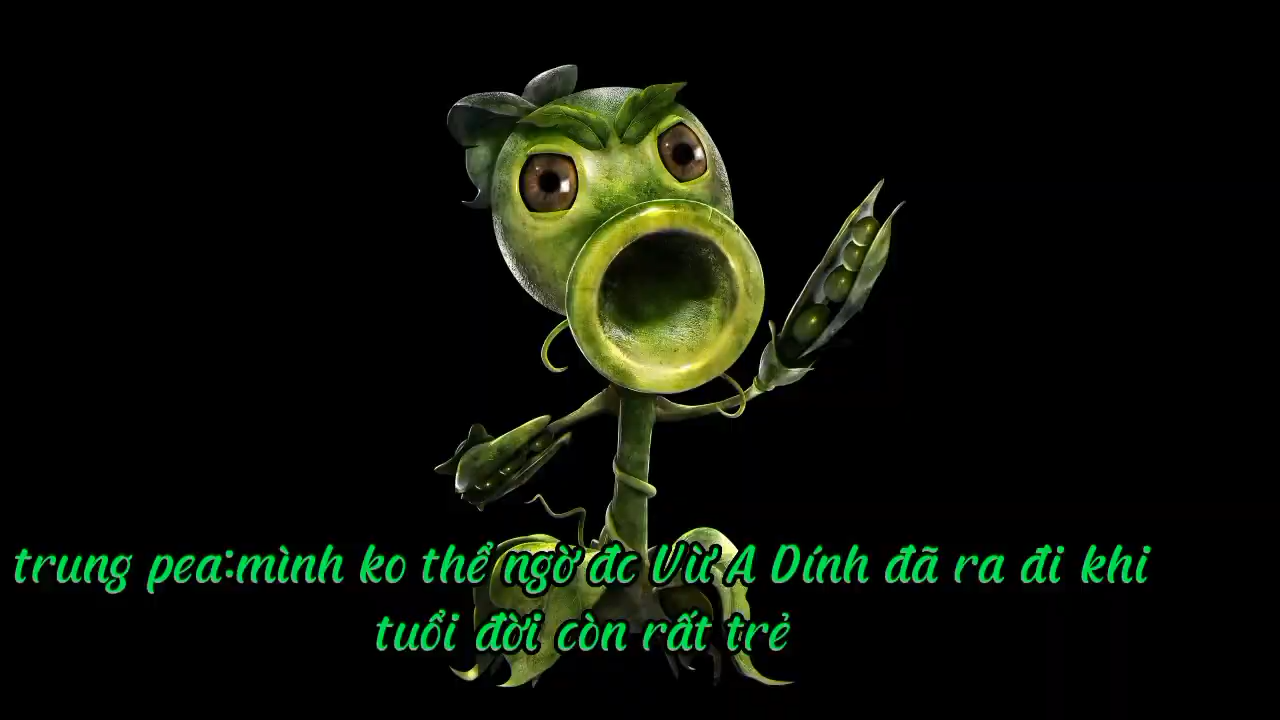 trung pea:mình ko thể ngờ đc Vừ A Dính đã ra đi khi
tuổi đời còn rất trẻ